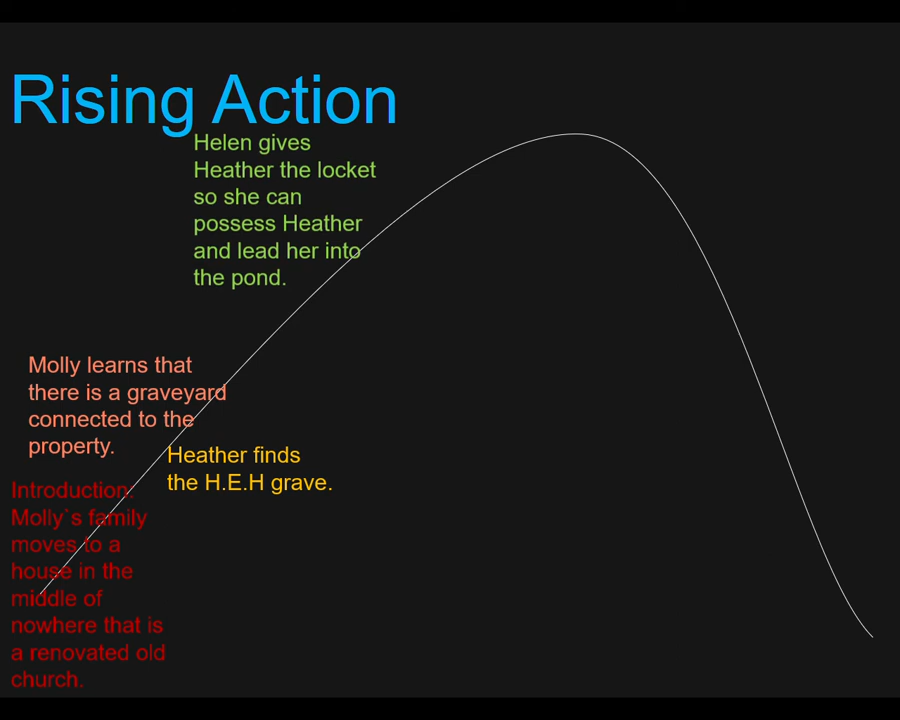 Rising Action
Helen gives
Heather the locket
so she can
possess Heather
and lead her into
the pond.
Molly learns that
there is a graveyard
connected to the
property.
Heather finds
the H.E.H grave.
Introduction:
Molly`s family
moves to a
house in the
middle of
nowhere that is
a renovated old
church.